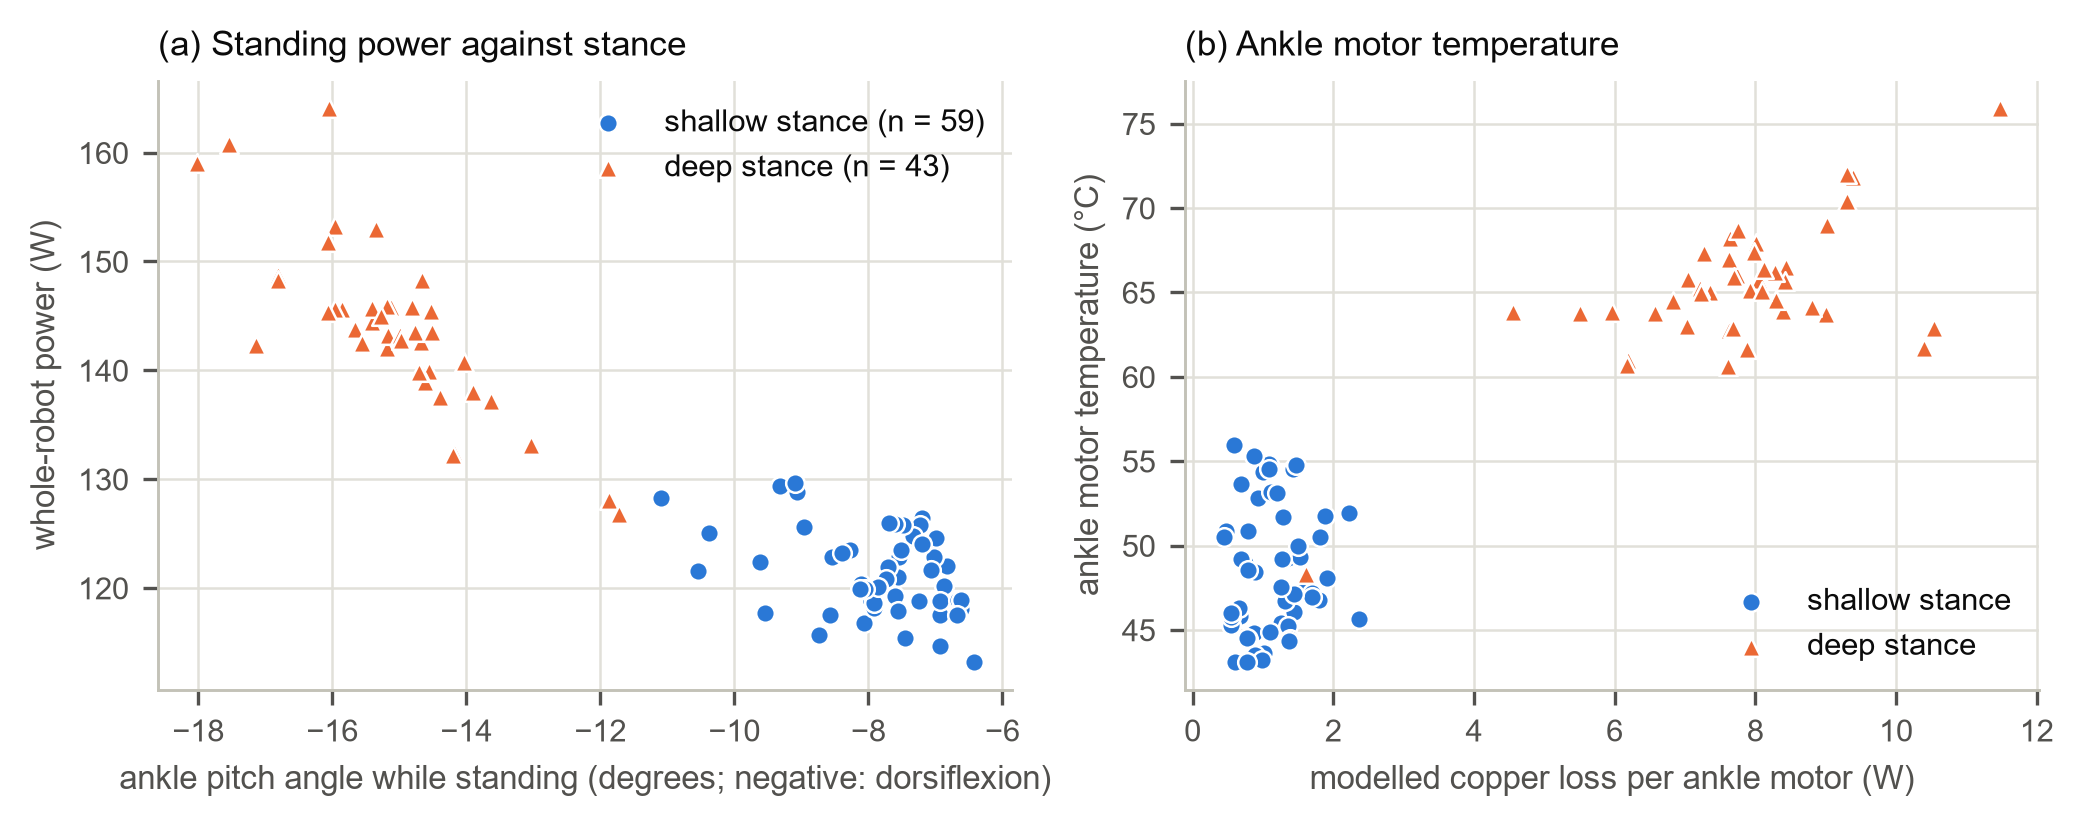 (a) Standing power against stance
160
150
140
130
120
whole-robot power (W)
shallow stance (n = 59)
deep stance (n = 43)
−18 −16 −14 −12 −10 −8 −6
ankle pitch angle while standing (degrees; negative: dorsiflexion)
(b) Ankle motor temperature
75
70
65
60
55
50
45
ankle motor temperature (°C)
shallow stance
deep stance
0 2 4 6 8 10 12
modelled copper loss per ankle motor (W)